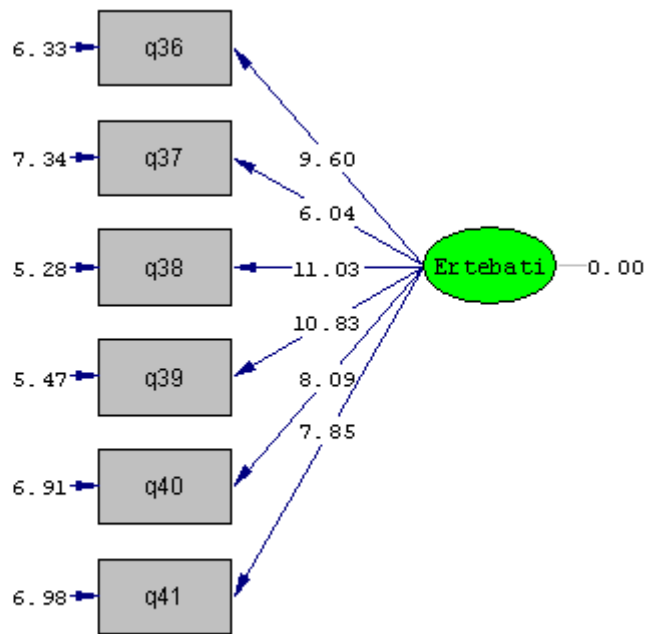 6.33 q36
9.60
7.34 q37
6.04
5.28 q38 11.03 Ertebati 0.00
10.83
5.47 q39
8.09
7.85
6.91 q40
6.98 q41